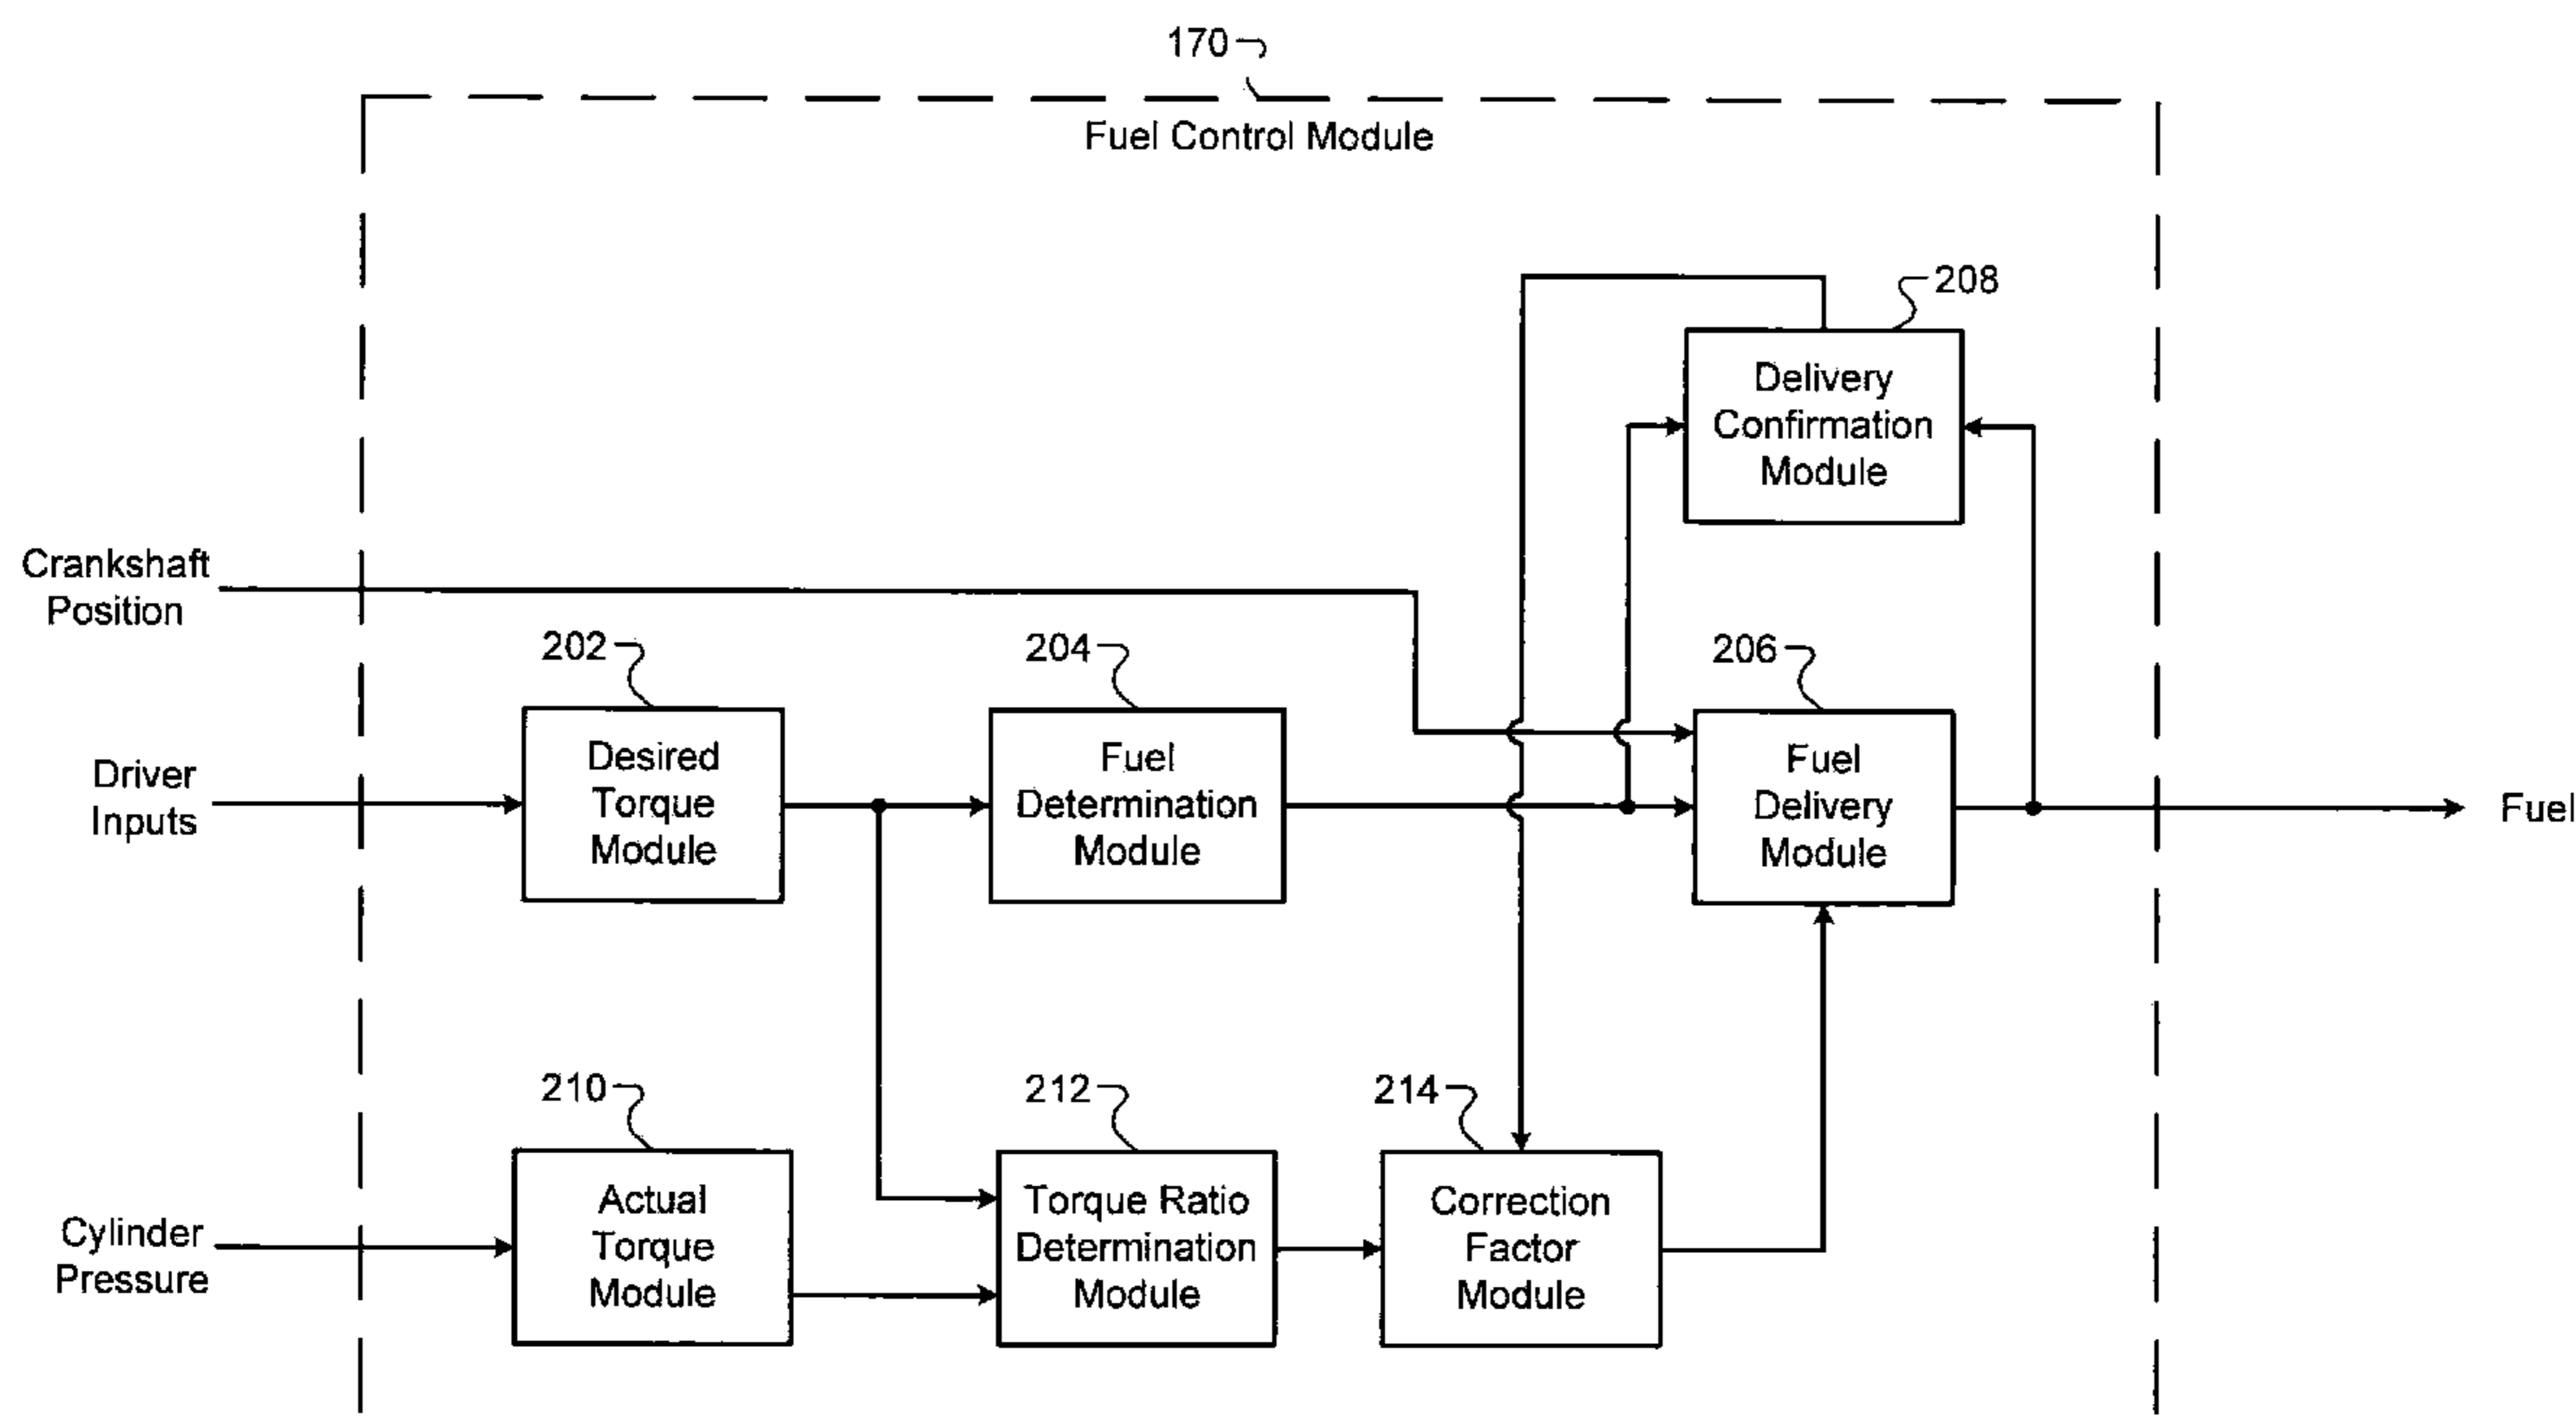 170
Fuel Control Module
208
Delivery
Confirmation
Module
Crankshaft
Position
202
204
206
Desired
Torque
Module
Fuel
Determination
Module
Fuel
Delivery
Module
Driver
Inputs
Fuel
210
212
214
Actual
Torque
Module
Torque Ratio
Determination
Module
Correction
Factor
Module
Cylinder
Pressure